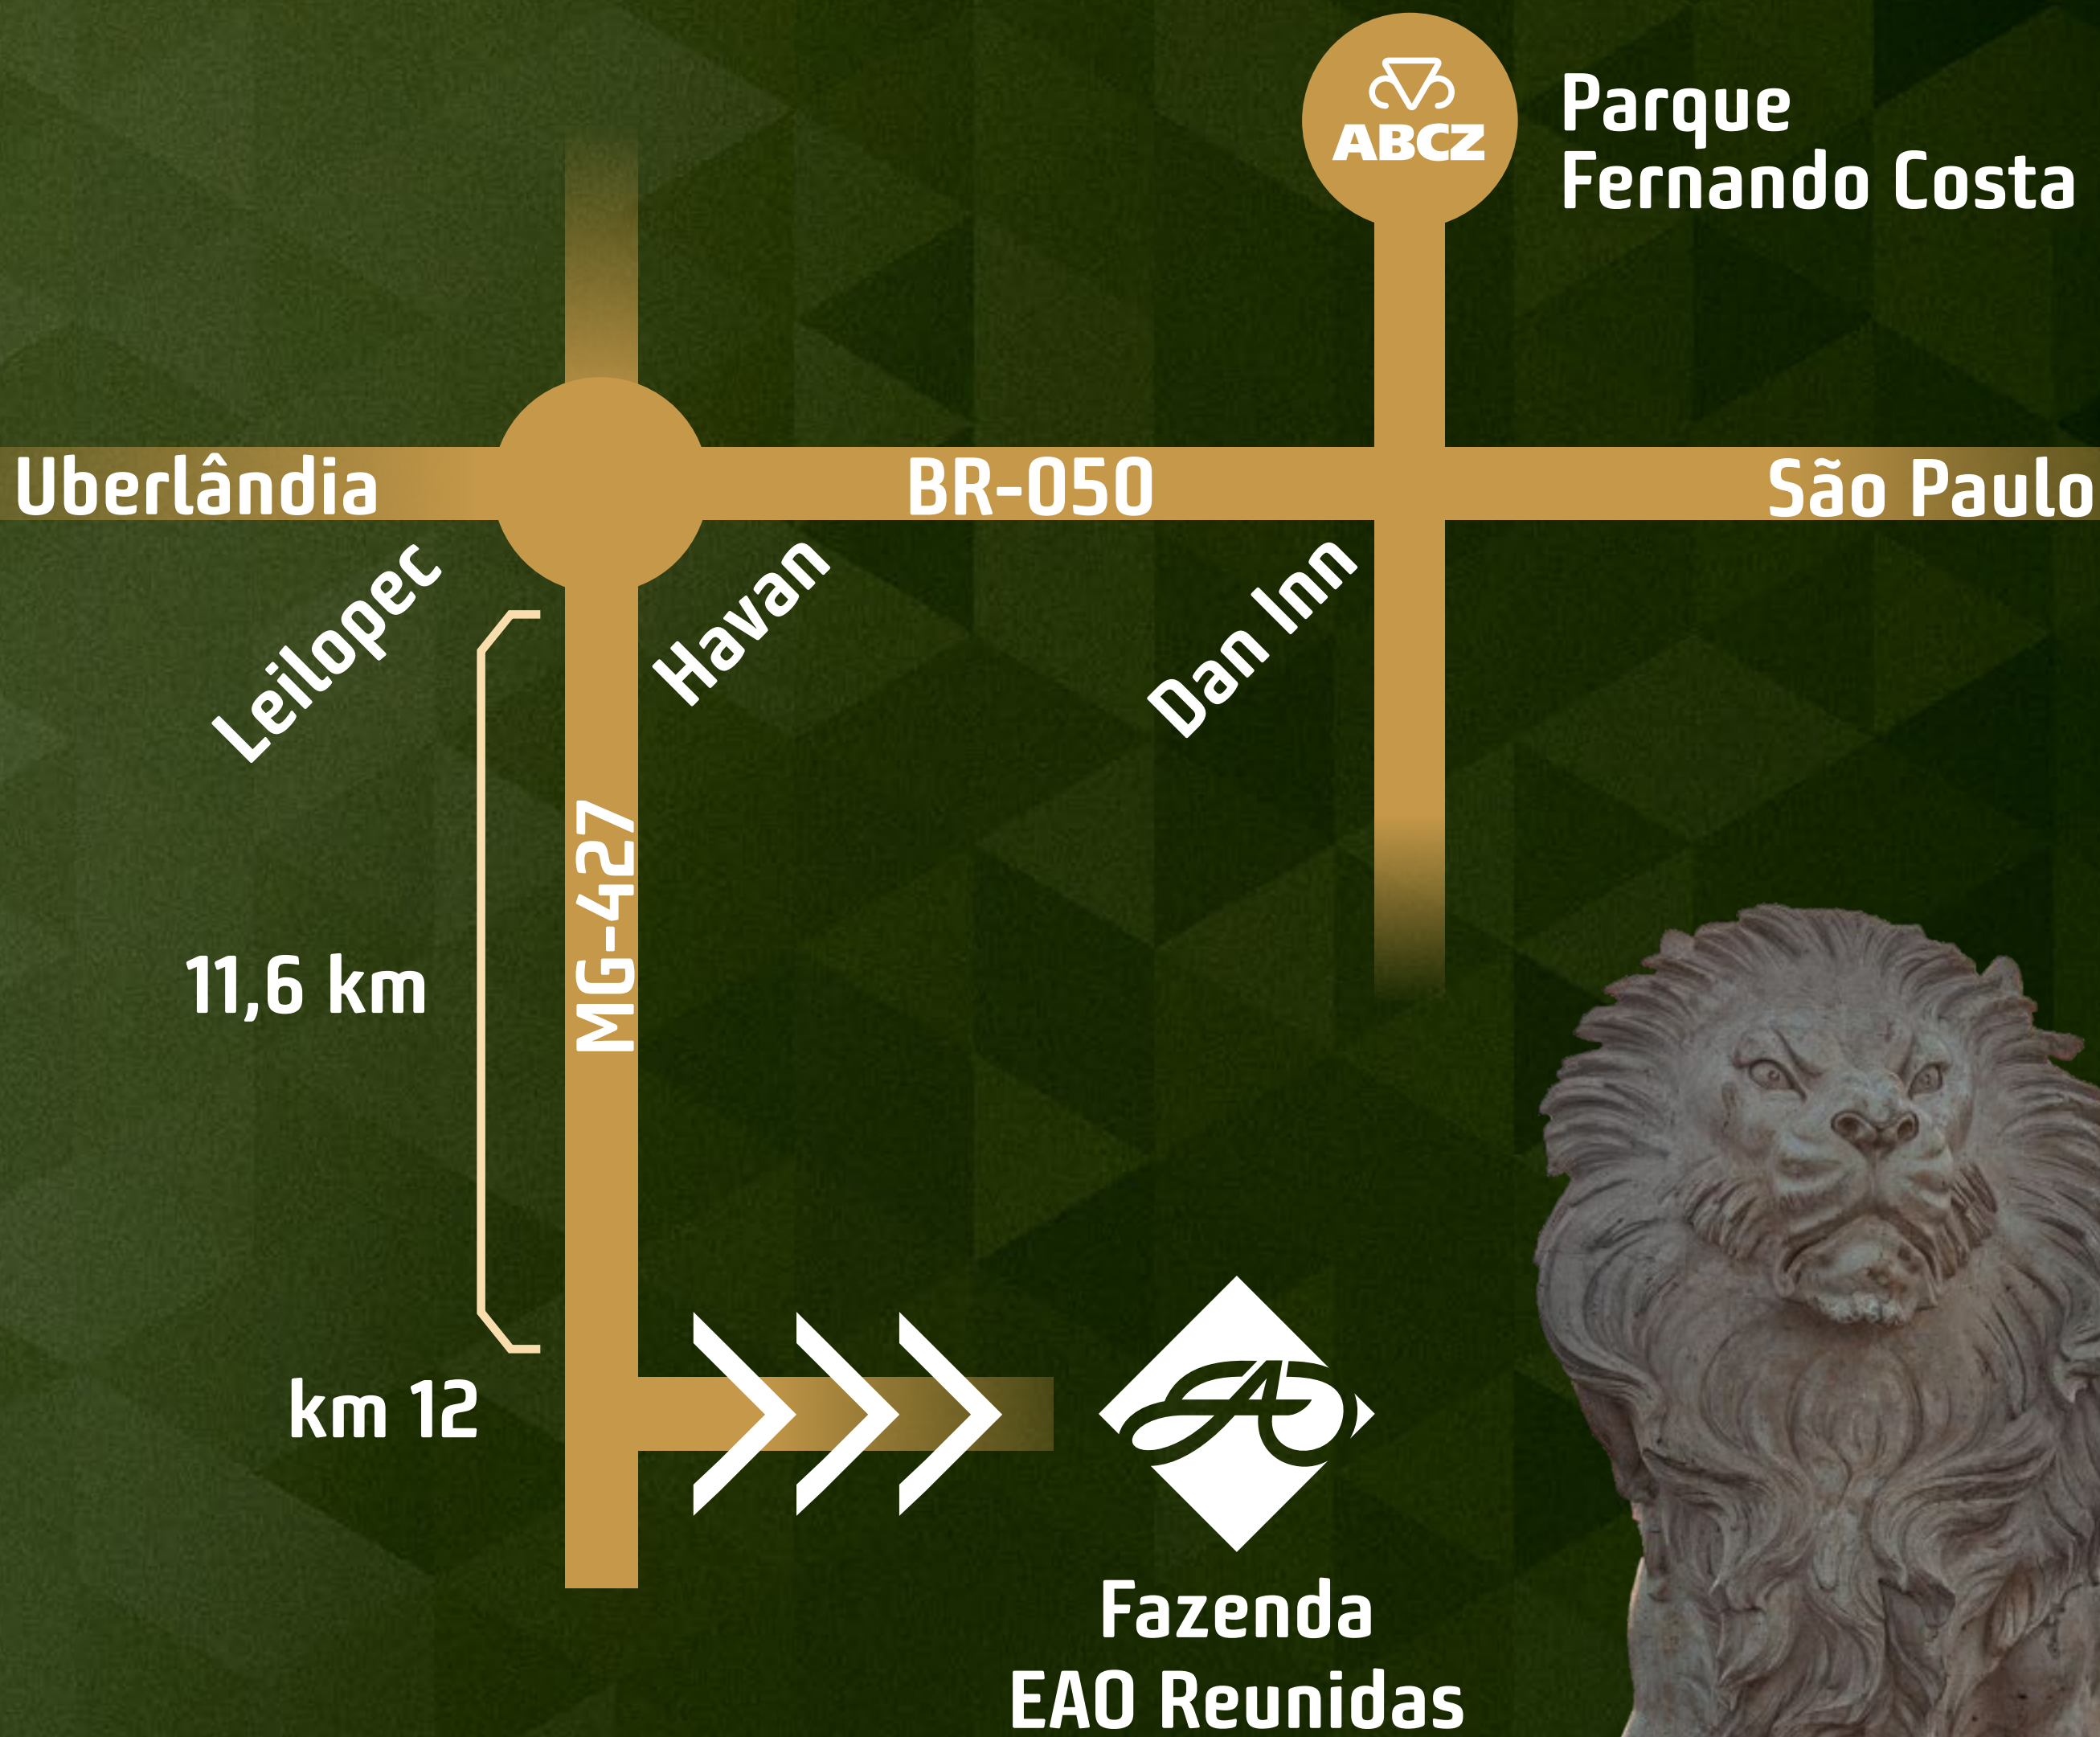 ABCZ
Parque
Fernando Costa
Uberlândia
BR-050
São Paulo
Leilopec
Havan
Dan Inn
MG-427
11,6 km
km 12
EAO
Fazenda
EAO Reunidas